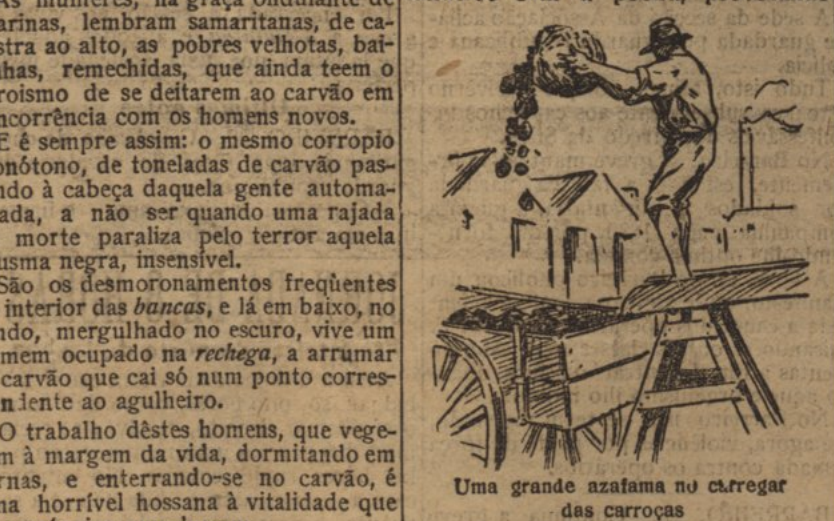 As mulheres, na graça ondulante de
arinas, lembram samaritanas, de ca-
stra ao alto, as pobres velhotas, bai-
nhas, remechidas, que ainda teem o
roismo de se deitarem ao carvão em
ncorrência com os homens novos.
E é sempre assim: o mesmo corropio
onótono, de toneladas de carvão pas-
ndo à cabeça daquela gente automa-
ada, a não ser quando uma rajada
morte paraliza pelo terror aquela
usma negra, insensível.
São os desmoronamentos freqùentes
interior das bancas, e lá em baixo, no
ndo, mergulhado no escuro, vive um
mem ocupado na rechega, a arrumar
carvão que cai só num ponto corres-
ndente ao agulheiro.
O trabalho dêstes homens, que vege-
m à margem da vida, dormitando em
rnas, e enterrando-se no carvão, é
na horrível hossana à vitalidade que
Uma grande azafama no carregar
das carroças